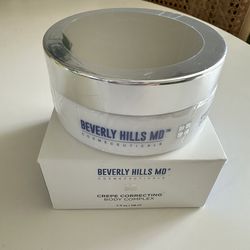 BEVERLY HILLS MD
COSMECEUTICALS
BEVERLY HILLS MD
COSMECEUTICALS
CREPE CORRECTING
BODY COMPLEX